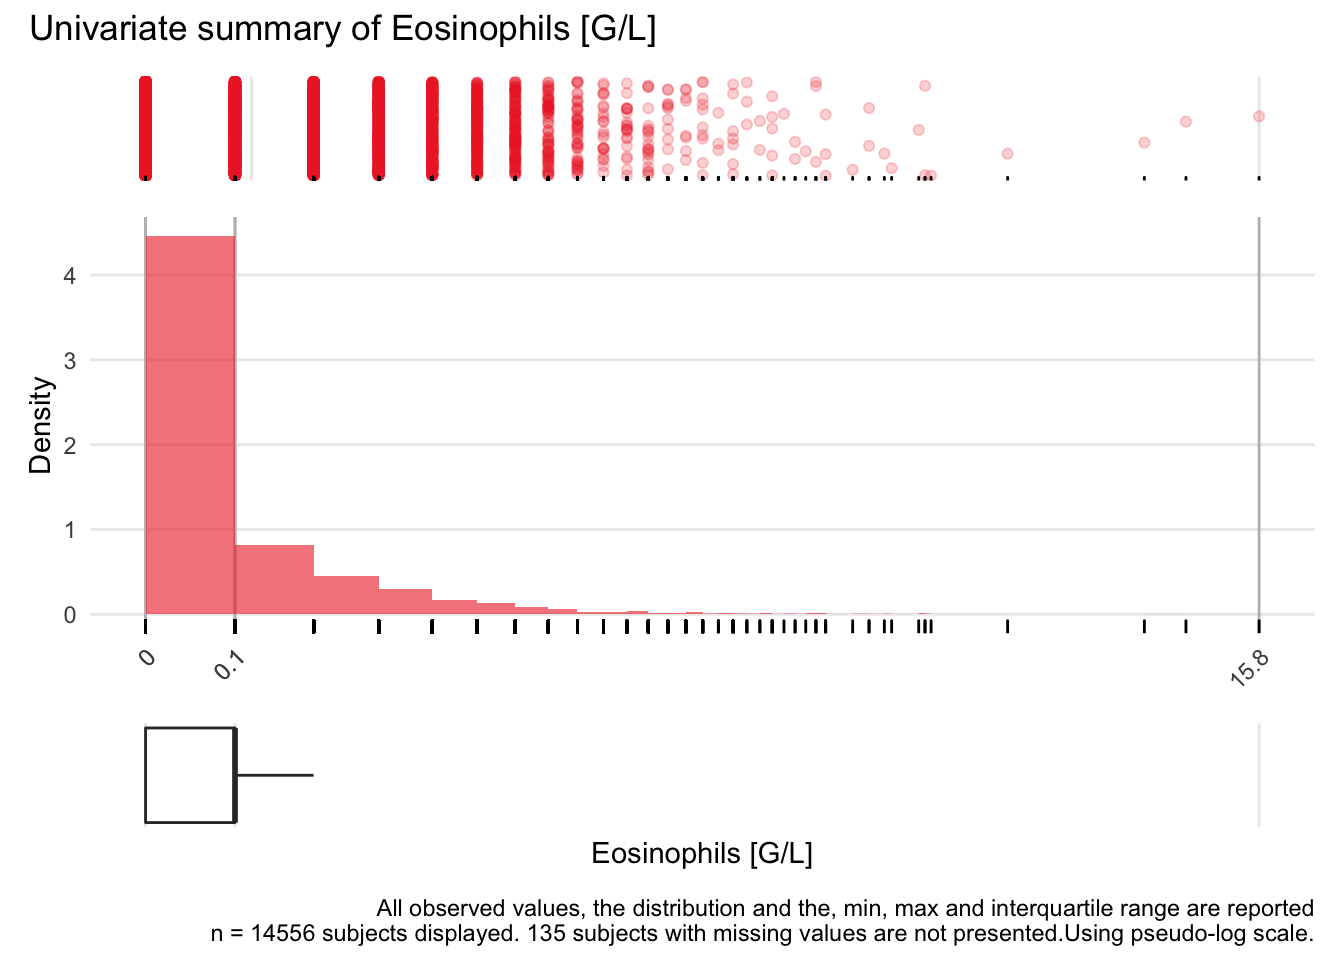 Univariate summary of Eosinophils [G/L]
Density
4
3
2
1
0
0
0.1
15.8
Eosinophils [G/L]
All observed values, the distribution and the, min, max and interquartile range are reported
n = 14556 subjects displayed. 135 subjects with missing values are not presented.Using pseudo-log scale.